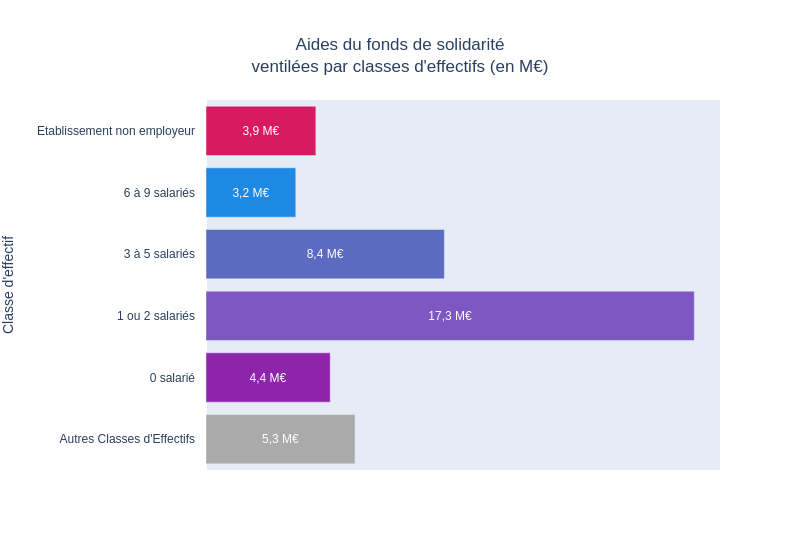 Aides du fonds de solidarité
ventilées par classes d'effectifs (en M€)
Classe d'effectif
Etablissement non employeur
3,9 M€
6 à 9 salariés
3,2 M€
3 à 5 salariés
8,4 M€
1 ou 2 salariés
17,3 M€
0 salarié
4,4 M€
Autres Classes d'Effectifs
5,3 M€